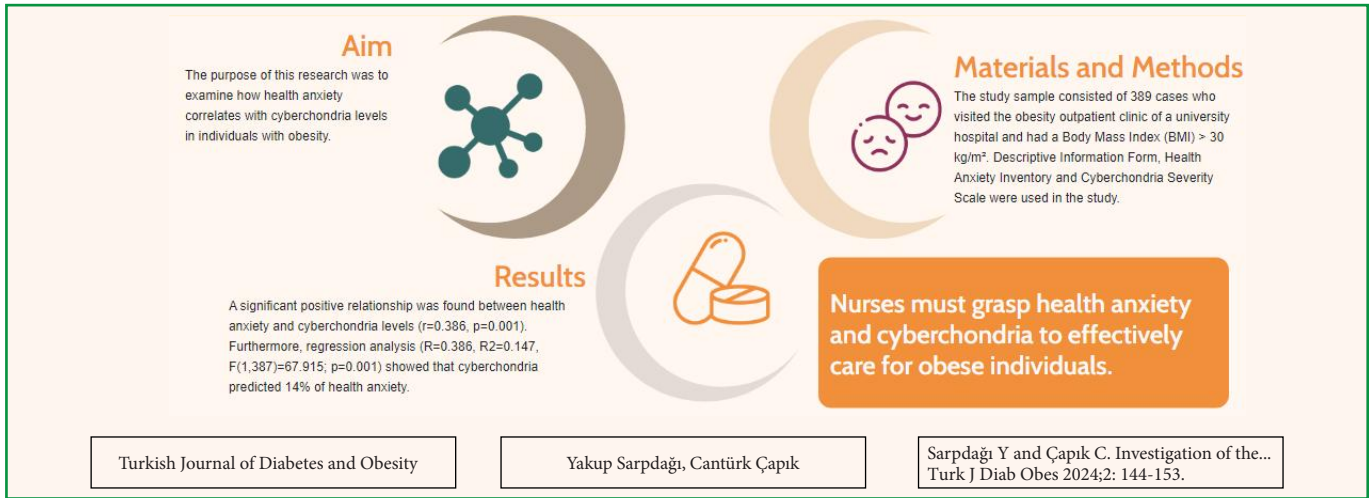 Aim
The purpose of this research was to
examine how health anxiety
correlates with cyberchondria levels
in individuals with obesity.
Materials and Methods
The study sample consisted of 389 cases who
visited the obesity outpatient clinic of a university
hospital and had a Body Mass Index (BMI) > 30
kg/m². Descriptive Information Form, Health
Anxiety Inventory and Cyberchondria Severity
Scale were used in the study.
Results
A significant positive relationship was found between health
anxiety and cyberchondria levels (r=0.386, p=0.001).
Furthermore, regression analysis (R=0.386, R2=0.147,
F(1,387)=67.915; p=0.001) showed that cyberchondria
predicted 14% of health anxiety.
Nurses must grasp health anxiety
and cyberchondria to effectively
care for obese individuals.
Turkish Journal of Diabetes and Obesity
Yakup Sarpdağı, Cantürk Çapık
Sarpdağı Y and Çapık C. Investigation of the...
Turk J Diab Obes 2024;2: 144-153.